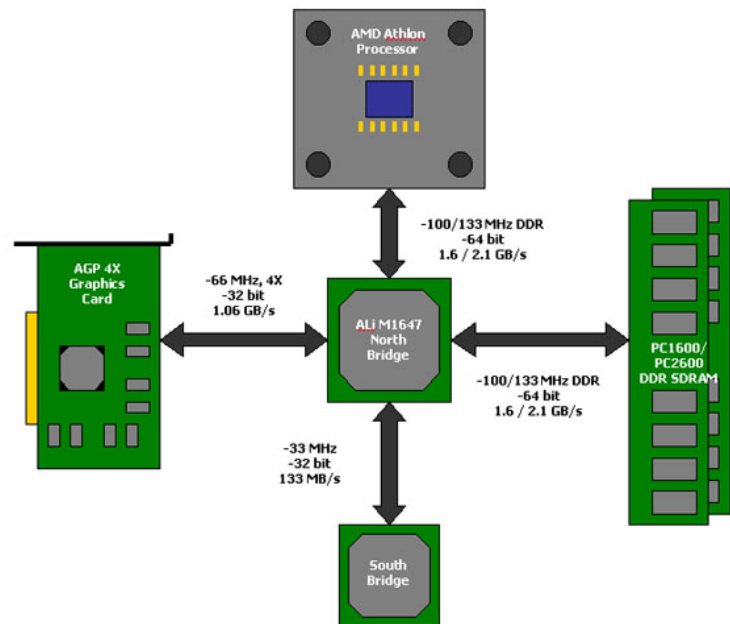 AMD Athlon
Processor
-100/133 MHz DDR
-64 bit
1.6 / 2.1 GB/s
AGP 4X
Graphics
Card
-66 MHz, 4X
-32 bit
1.06 GB/s
ALi M1647
North
Bridge
PC1600/
PC2600
DDR SDRAM
-100/133 MHz DDR
-64 bit
1.6 / 2.1 GB/s
-33 MHz
-32 bit
133 MB/s
South
Bridge